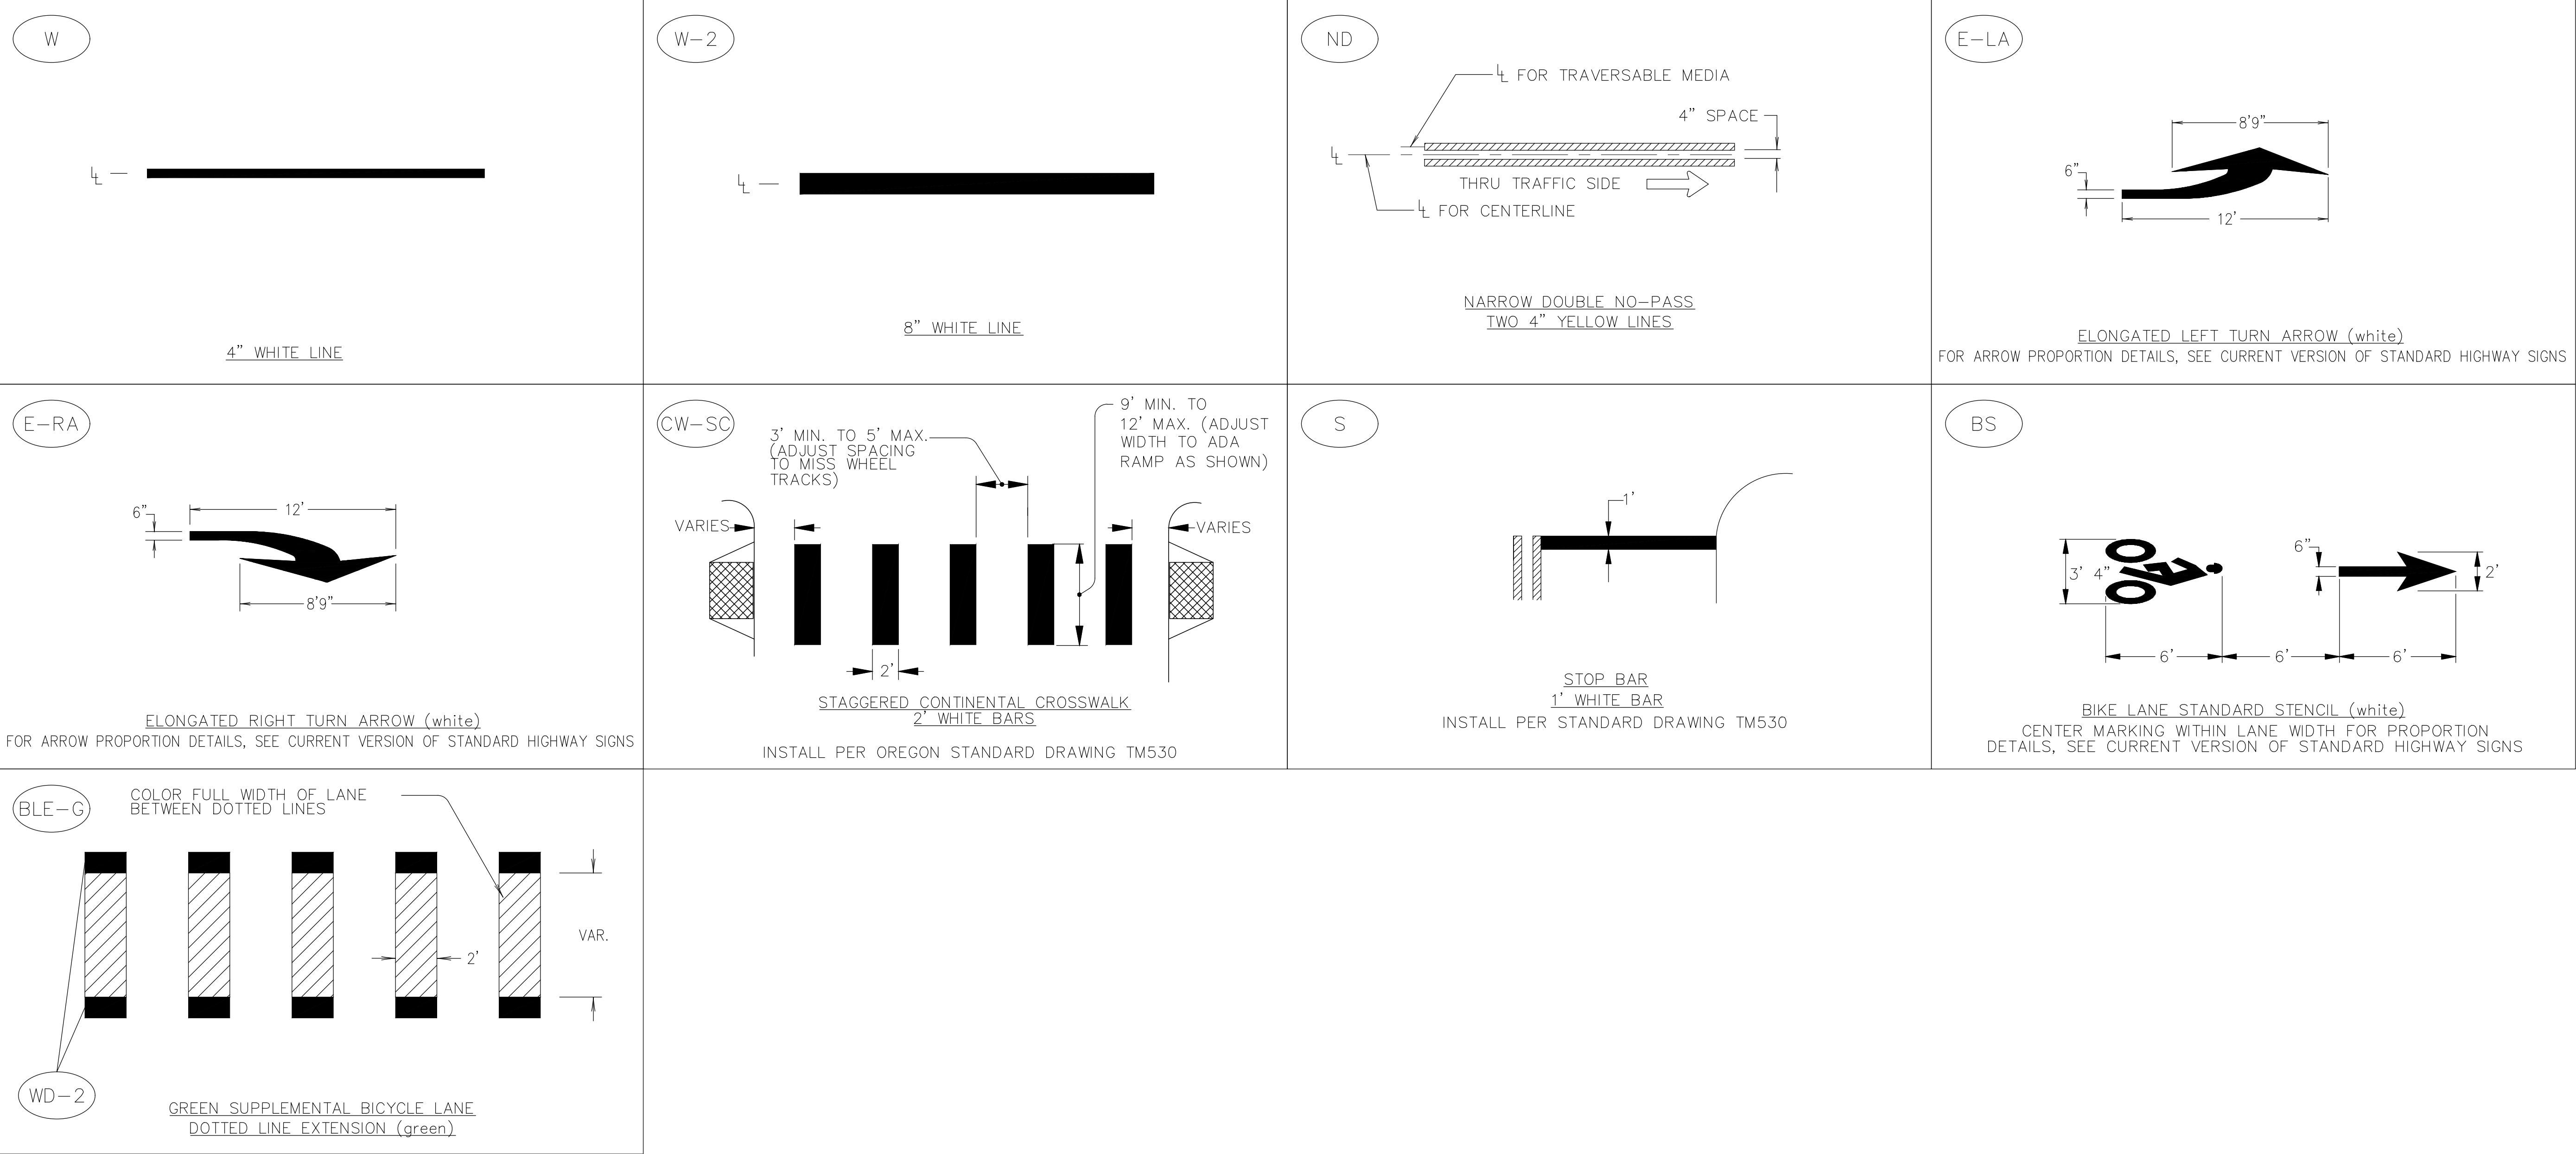 W
℄
4" WHITE LINE
W-2
℄
8" WHITE LINE
ND
℄ FOR TRAVERSABLE MEDIA
4" SPACE
℄
THRU TRAFFIC SIDE
℄ FOR CENTERLINE
NARROW DOUBLE NO-PASS
TWO 4" YELLOW LINES
E-LA
8'9"
6"
12'
ELONGATED LEFT TURN ARROW (white)
FOR ARROW PROPORTION DETAILS, SEE CURRENT VERSION OF STANDARD HIGHWAY SIGNS
E-RA
6"
12'
8'9"
ELONGATED RIGHT TURN ARROW (white)
FOR ARROW PROPORTION DETAILS, SEE CURRENT VERSION OF STANDARD HIGHWAY SIGNS
CW-SC
3' MIN. TO 5' MAX.
(ADJUST SPACING
TO MISS WHEEL
TRACKS)
9' MIN. TO
12' MAX. (ADJUST
WIDTH TO ADA
RAMP AS SHOWN)
VARIES
VARIES
2'
STAGGERED CONTINENTAL CROSSWALK
2' WHITE BARS
INSTALL PER OREGON STANDARD DRAWING TM530
S
1'
STOP BAR
1' WHITE BAR
INSTALL PER STANDARD DRAWING TM530
BS
3' 4"
6"
2'
6'
6'
6'
BIKE LANE STANDARD STENCIL (white)
CENTER MARKING WITHIN LANE WIDTH FOR PROPORTION
DETAILS, SEE CURRENT VERSION OF STANDARD HIGHWAY SIGNS
BLE-G
COLOR FULL WIDTH OF LANE
BETWEEN DOTTED LINES
VAR.
2'
WD-2
GREEN SUPPLEMENTAL BICYCLE LANE
DOTTED LINE EXTENSION (green)